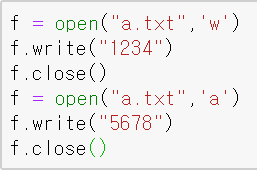 f = open("a.txt",'w')
f.write("1234")
f.close()
f = open("a.txt",'a')
f.write("5678")
f.close()